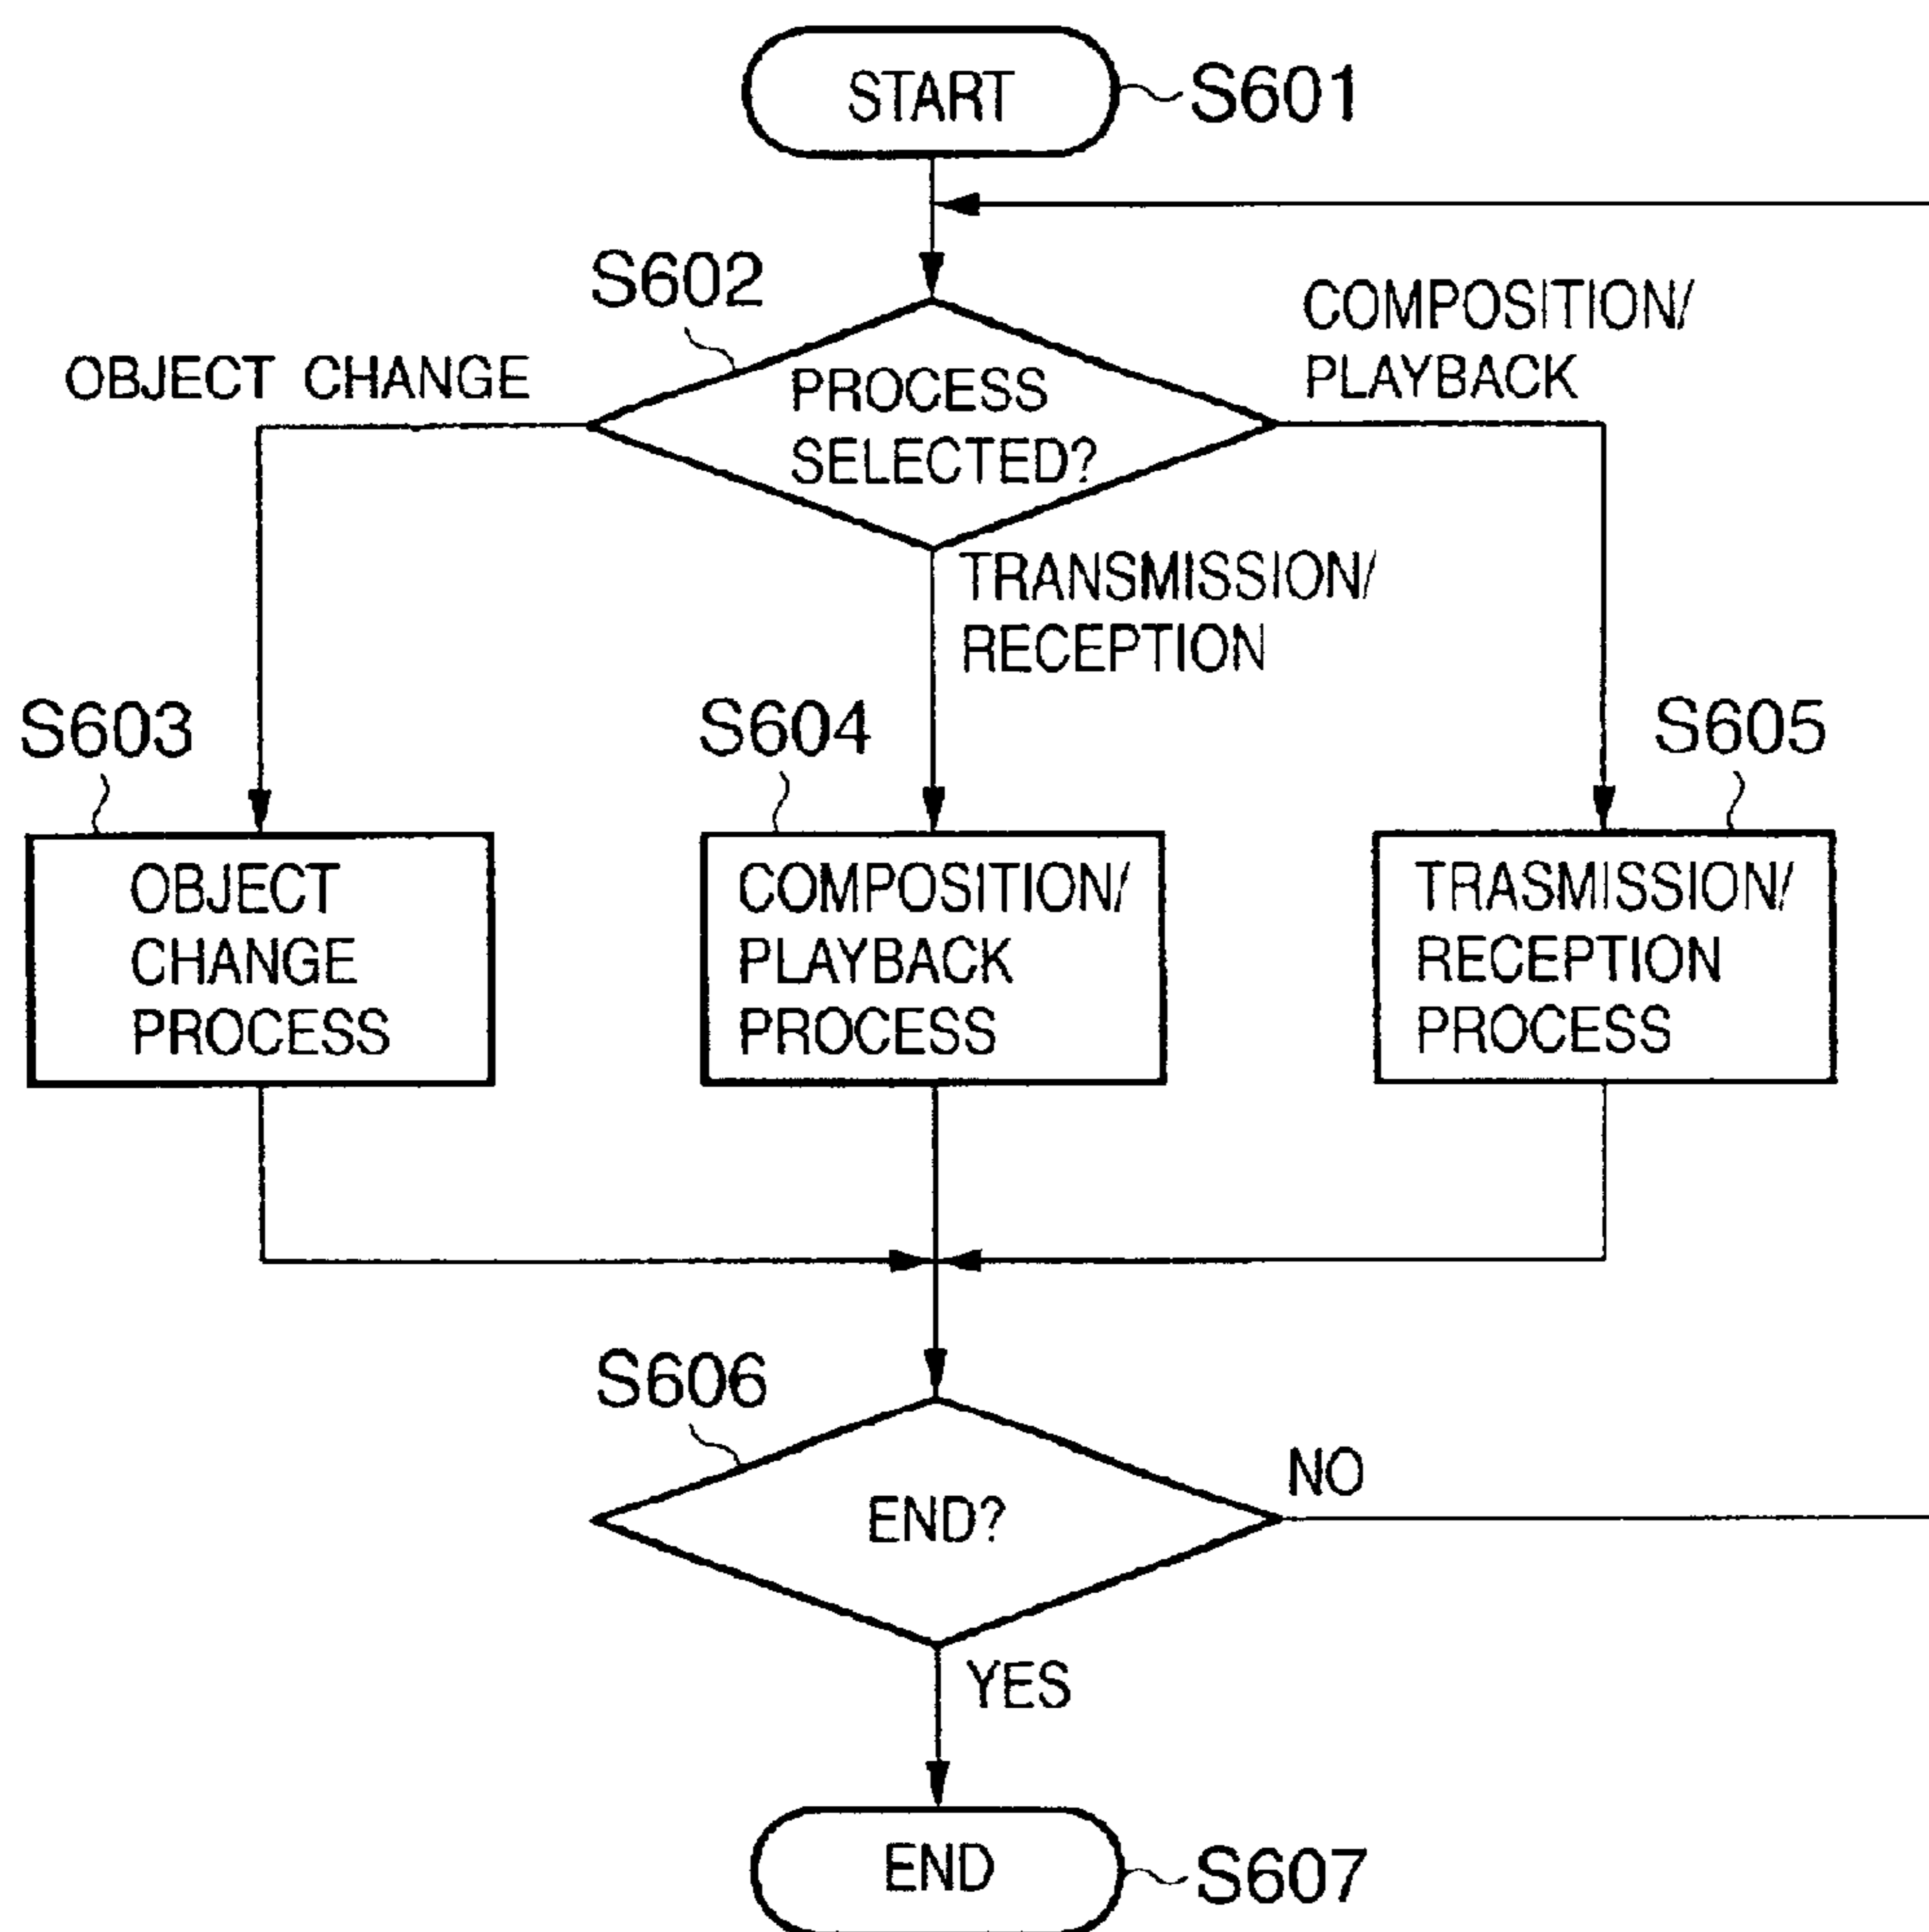 START
S601
S602
COMPOSITION/
PLAYBACK
OBJECT CHANGE
PROCESS
SELECTED?
TRANSMISSION/
RECEPTION
S603
S604
S605
OBJECT
CHANGE
PROCESS
COMPOSITION/
PLAYBACK
PROCESS
TRASMISSION/
RECEPTION
PROCESS
S606
NO
END?
YES
END
S607